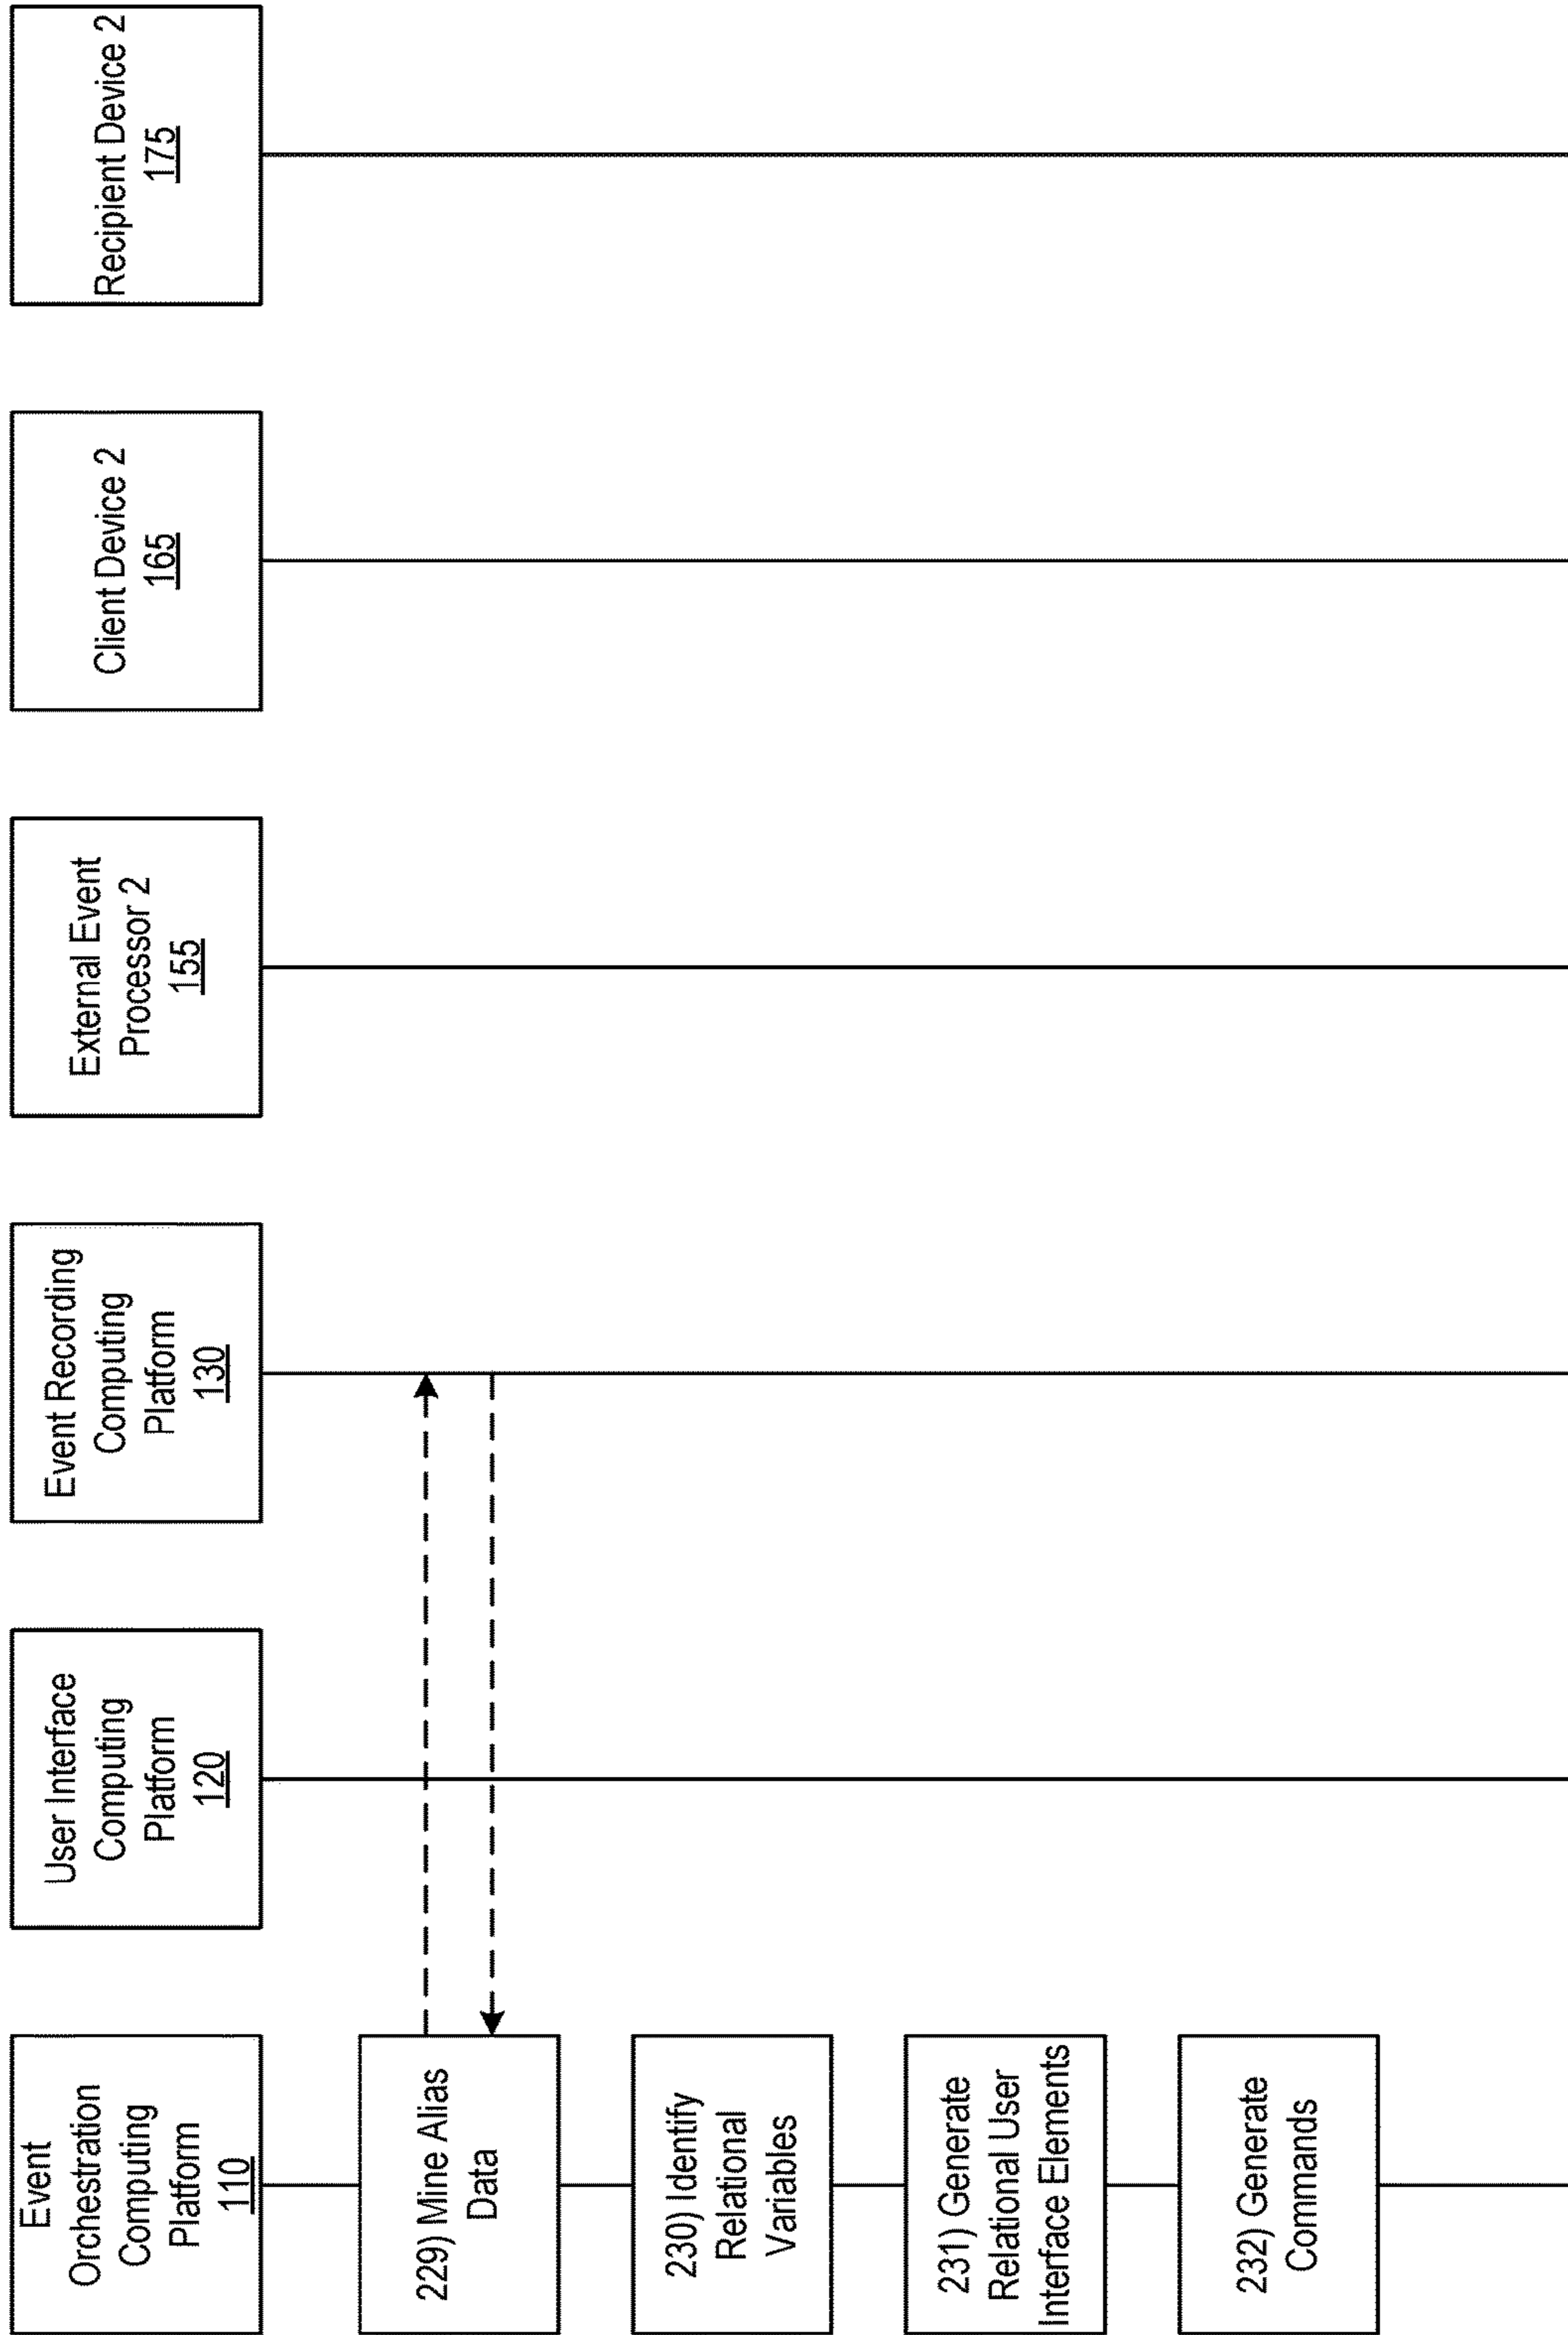 Event
Orchestration
Computing
Platform
110
User Interface
Computing
Platform
120
Event Recording
Computing
Platform
130
External Event
Processor 2
155
Client Device 2
165
Recipient Device 2
175
229) Mine Alias
Data
230) Identify
Relational
Variables
231) Generate
Relational User
Interface Elements
232) Generate
Commands